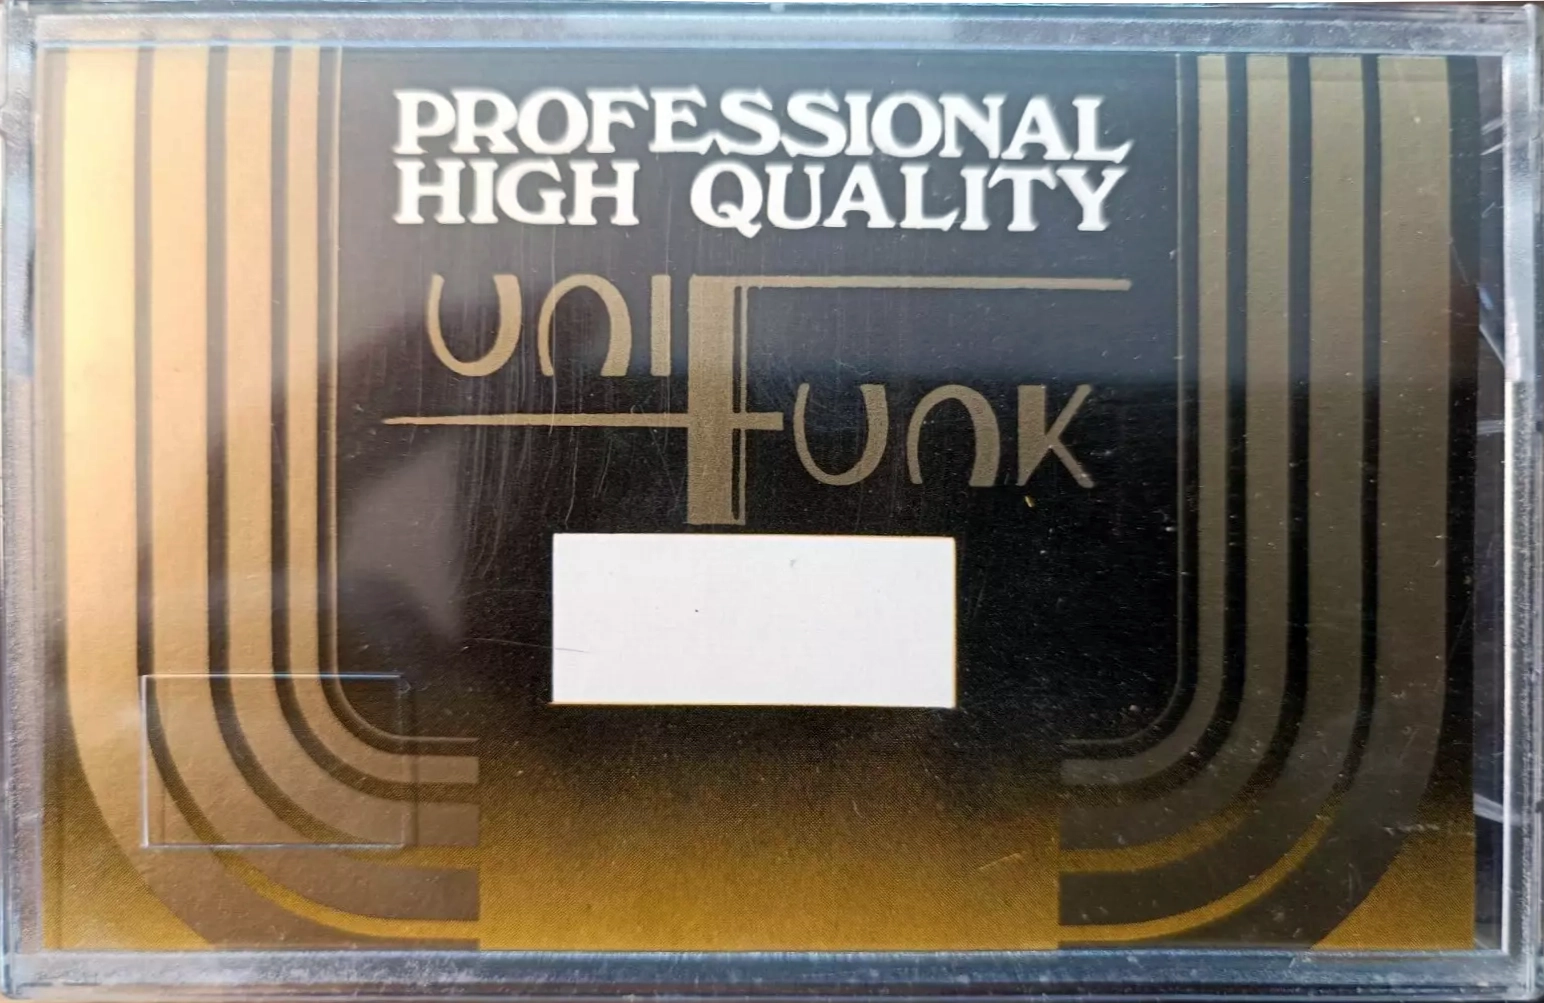 PROFESSIONAL
HIGH QUALITY
UNI
FUNK